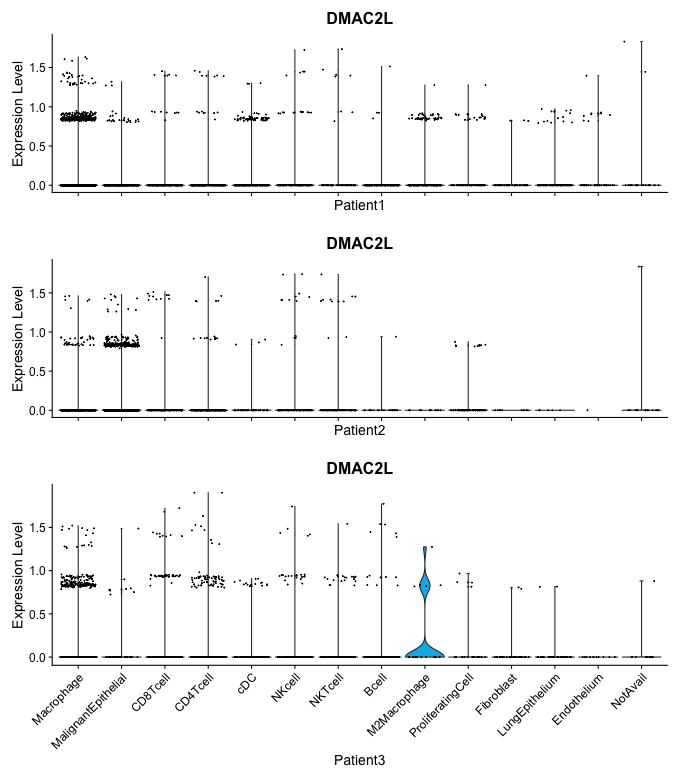 DMAC2L
Expression Level
1.5
1.0
0.5
0.0
Patient1
DMAC2L
Expression Level
1.5
1.0
0.5
0.0
Patient2
DMAC2L
Expression Level
1.5
1.0
0.5
0.0
Macrophage
MalignantEpithelial
CD8Tcell
CD4Tcell
cDC
NKcell
NKTcell
Bcell
M2Macrophage
ProliferatingCell
Fibroblast
LungEpithelium
Endothelium
NotAvail
Patient3